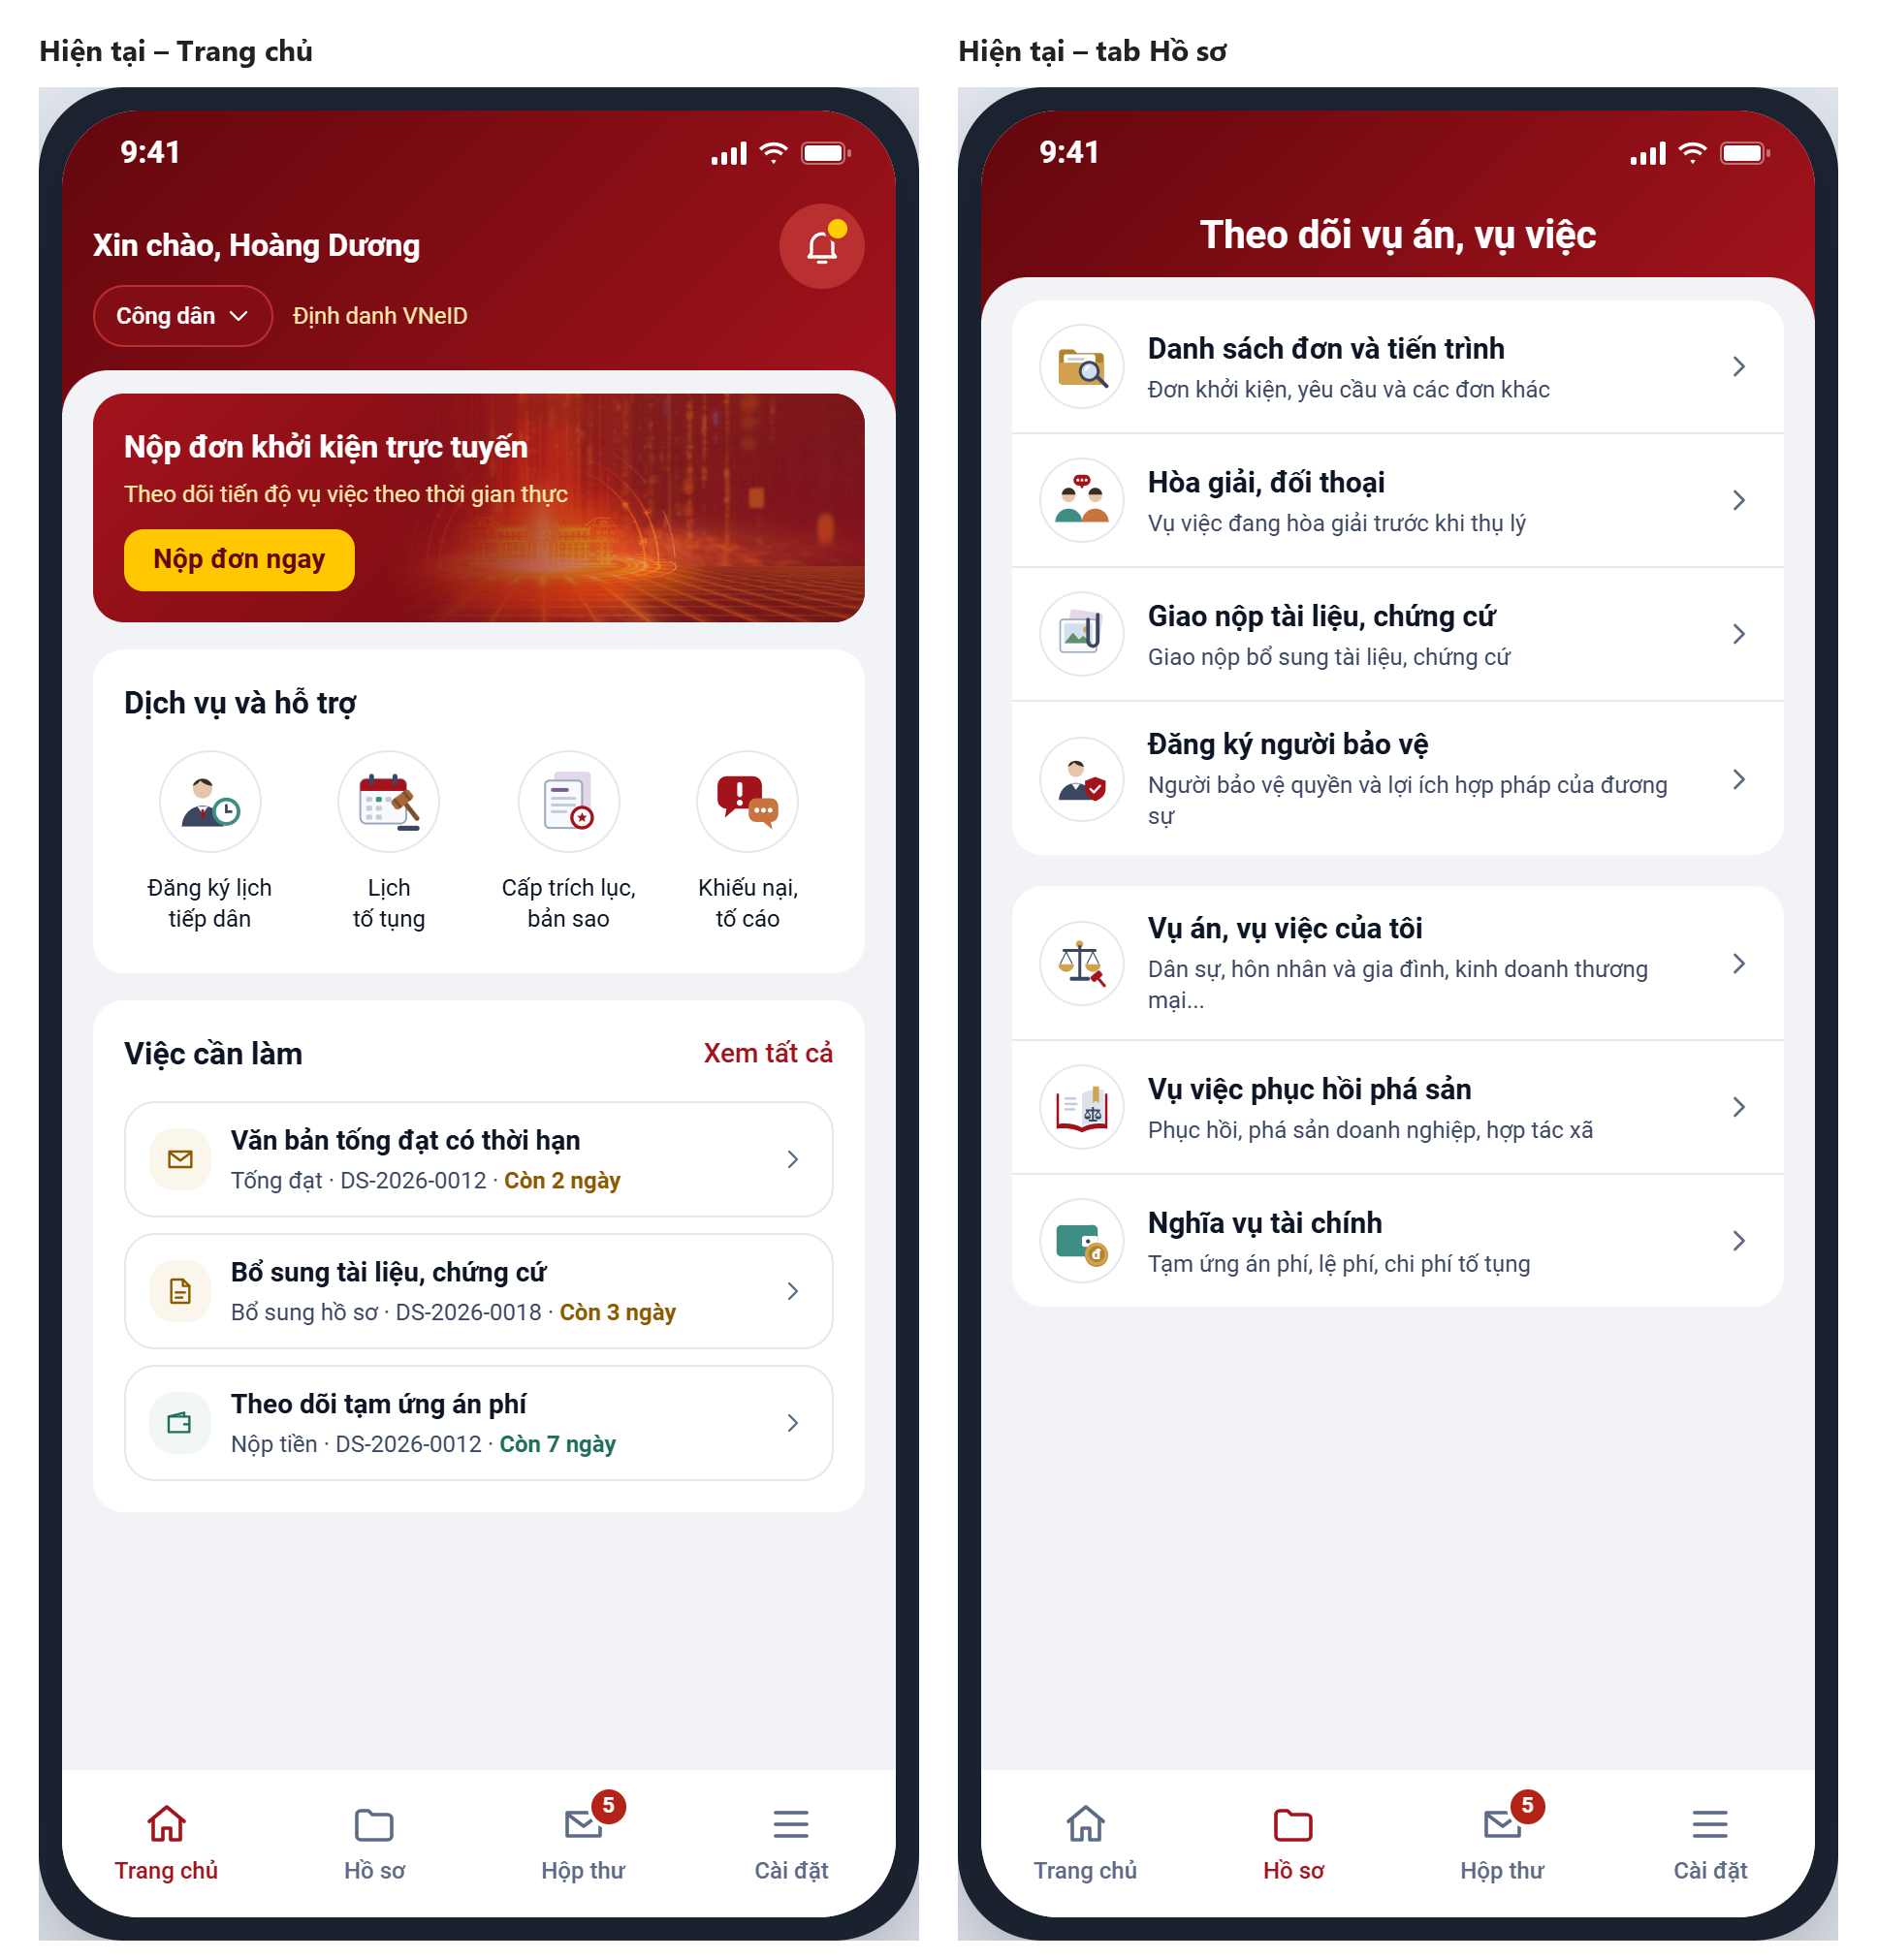 Hiện tại – Trang chủ
9:41
Xin chào, Hoàng Dương
Công dân
Định danh VNeID
Nộp đơn khởi kiện trực tuyến
Theo dõi tiến độ vụ việc theo thời gian thực
Nộp đơn ngay
Dịch vụ và hỗ trợ
Đăng ký lịch
tiếp dân
Lịch
tố tụng
Cấp trích lục,
bản sao
Khiếu nại,
tố cáo
Việc cần làm
Xem tất cả
Văn bản tống đạt có thời hạn
Tống đạt · DS-2026-0012 · Còn 2 ngày
Bổ sung tài liệu, chứng cứ
Bổ sung hồ sơ · DS-2026-0018 · Còn 3 ngày
Theo dõi tạm ứng án phí
Nộp tiền · DS-2026-0012 · Còn 7 ngày
5
Trang chủ
Hồ sơ
Hộp thư
Cài đặt
Hiện tại – tab Hồ sơ
9:41
Theo dõi vụ án, vụ việc
Danh sách đơn và tiến trình
Đơn khởi kiện, yêu cầu và các đơn khác
Hòa giải, đối thoại
Vụ việc đang hòa giải trước khi thụ lý
Giao nộp tài liệu, chứng cứ
Giao nộp bổ sung tài liệu, chứng cứ
Đăng ký người bảo vệ
Người bảo vệ quyền và lợi ích hợp pháp của đương
sự
Vụ án, vụ việc của tôi
Dân sự, hôn nhân và gia đình, kinh doanh thương
mại...
Vụ việc phục hồi phá sản
Phục hồi, phá sản doanh nghiệp, hợp tác xã
Nghĩa vụ tài chính
Tạm ứng án phí, lệ phí, chi phí tố tụng
5
Trang chủ
Hồ sơ
Hộp thư
Cài đặt